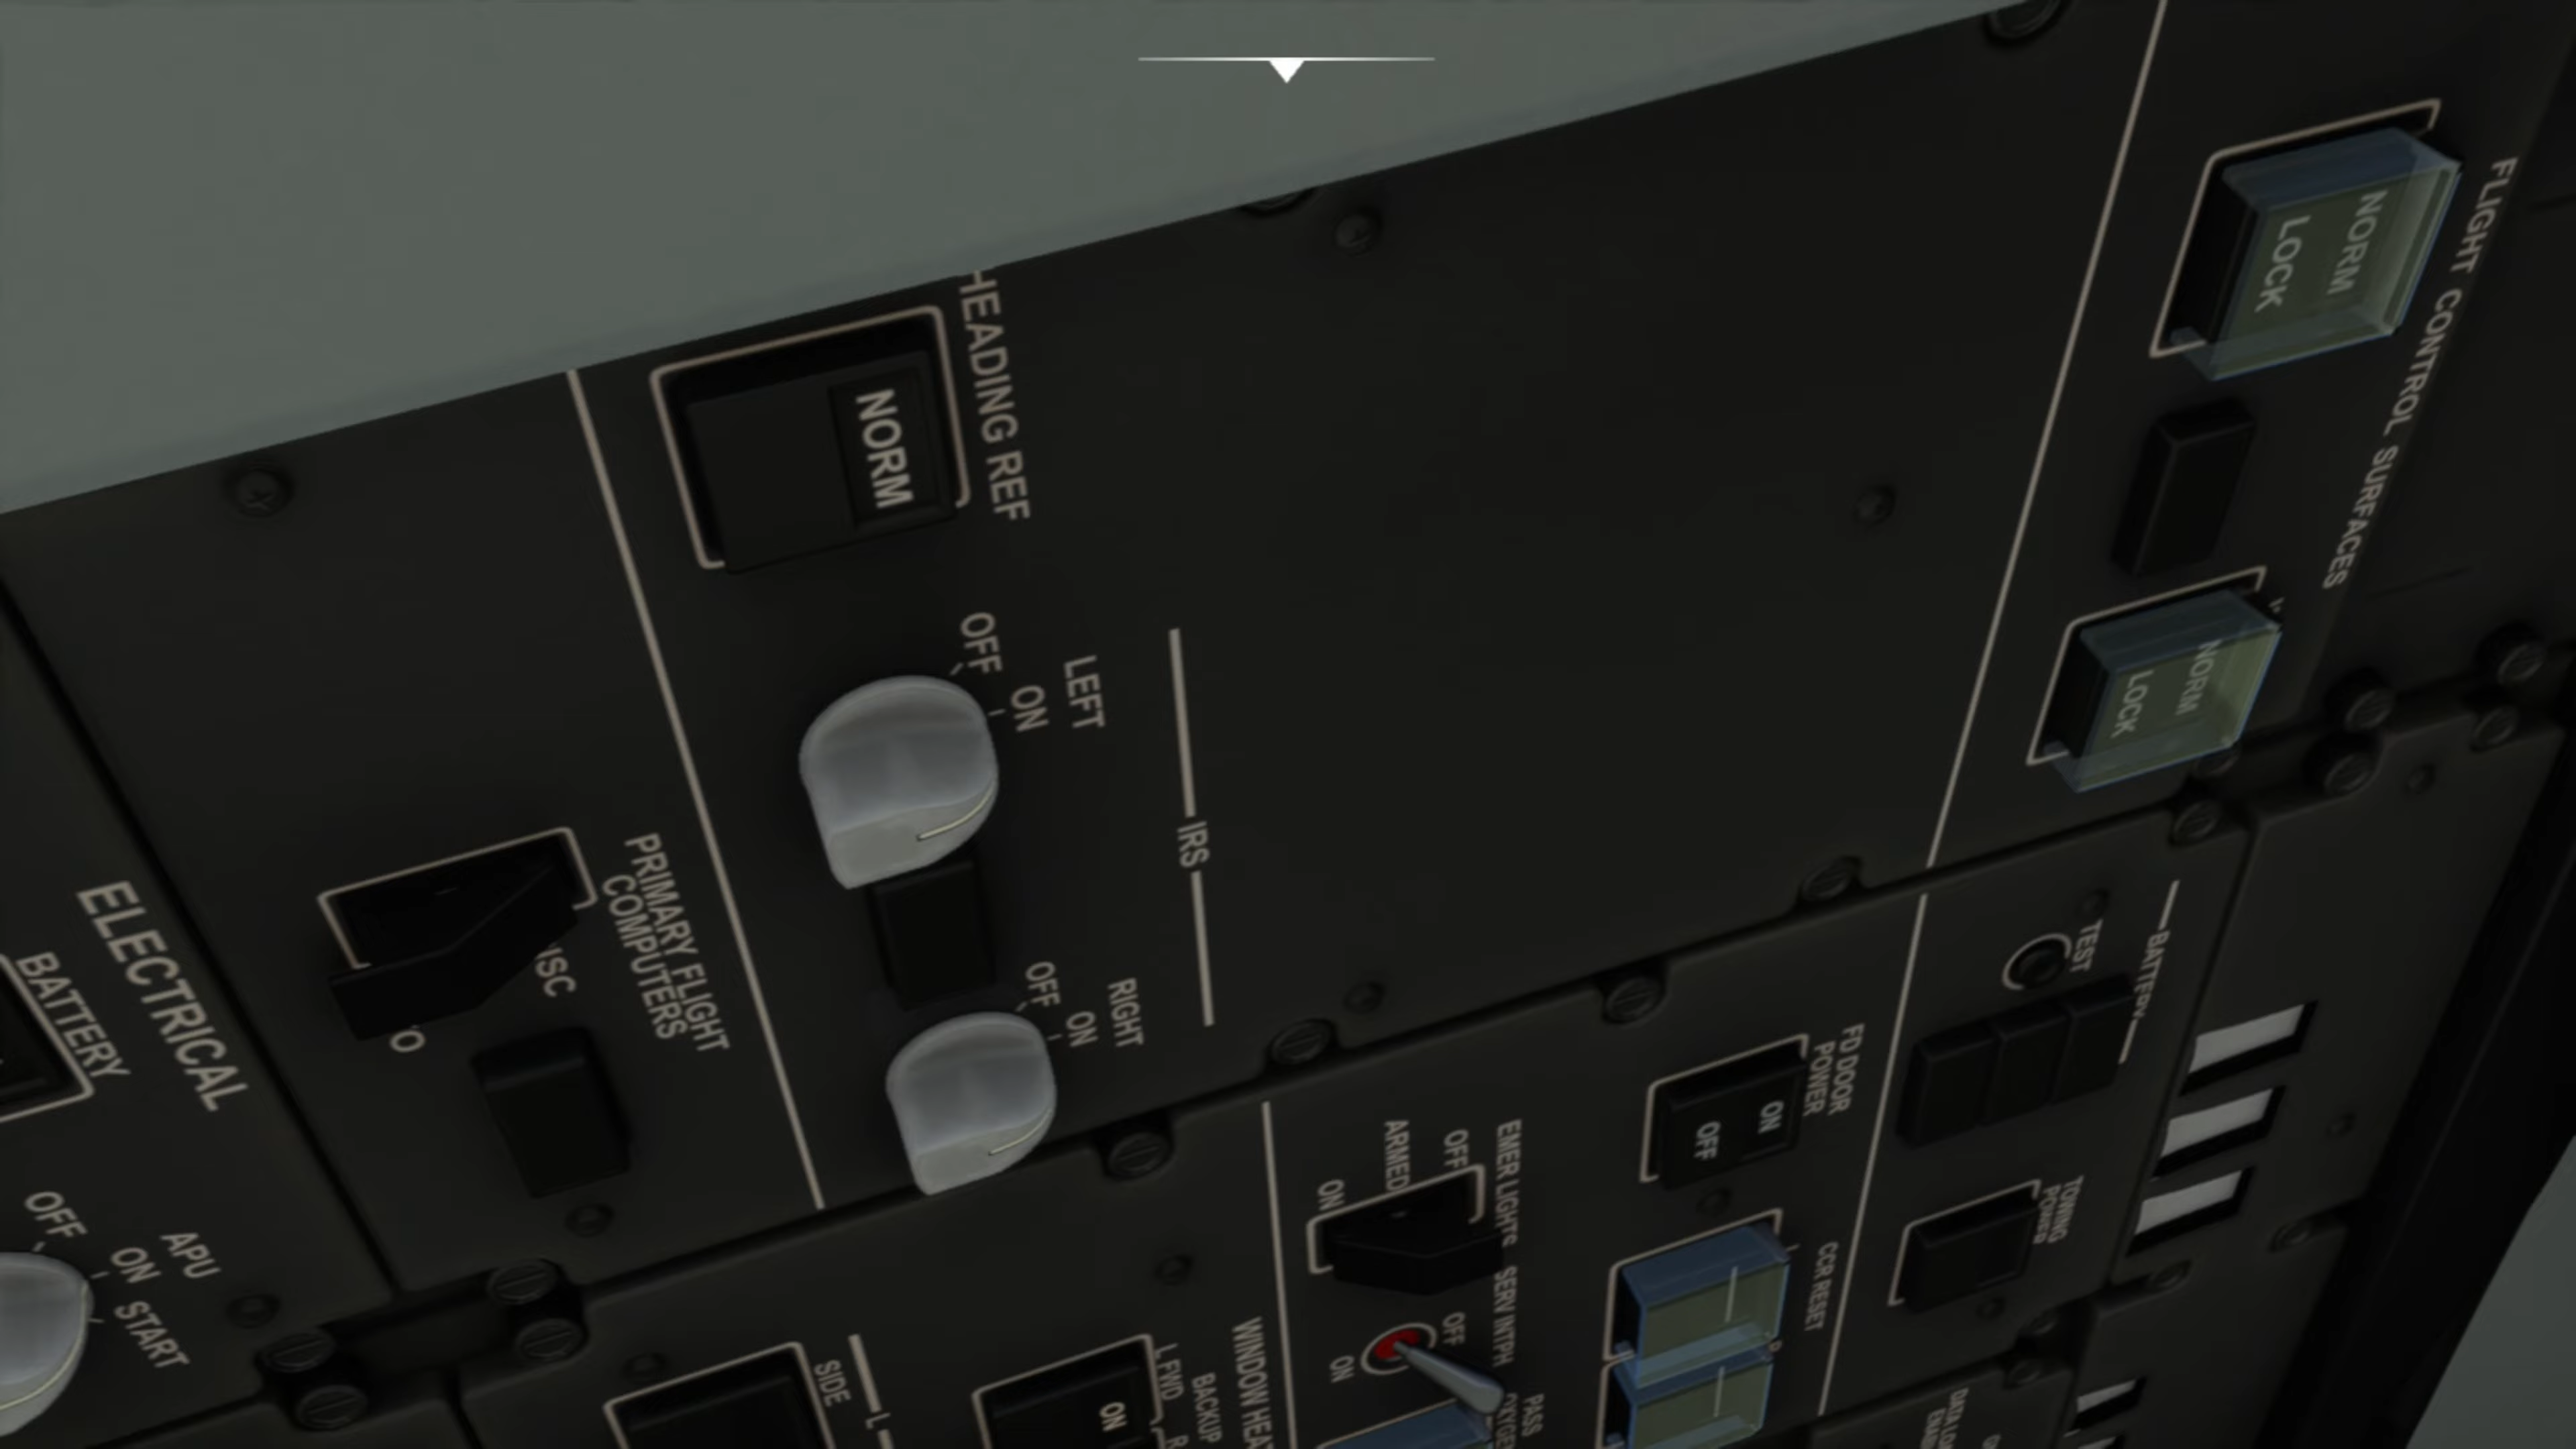 HEADING REF
NORM
FLIGHT CONTROL SURFACES
NORM
LOCK
NORM
LOCK
LEFT
OFF
ON
IRS
RIGHT
OFF
ON
PRIMARY FLIGHT
COMPUTERS
ISC
O
ELECTRICAL
BATTERY
APU
OFF
ON
START
BATTERY
TEST
TOWING
POWER
FD DOOR
POWER
ON
OFF
CCR RESET
EMER LIGHTS
OFF
ARMED
ON
SERV INTPH
OFF
ON
PASS
WINDOW HEAT
BACKUP
L FWD
R
ON
SIDE
L